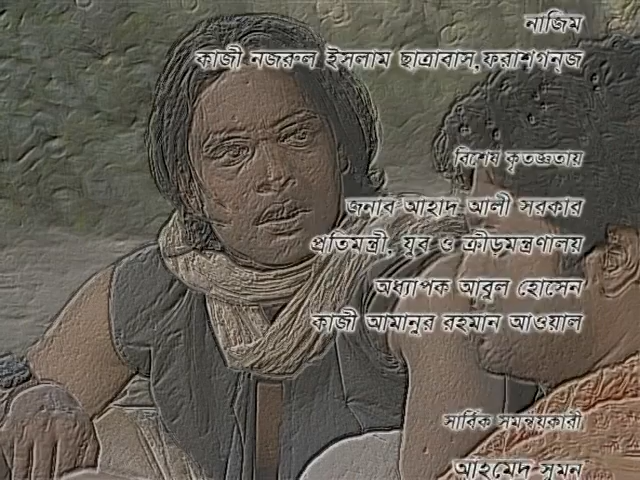 নাজিম
কাজী নজরুল ইসলাম ছাত্রাবাস,ফরাশগন্জ
বিশেষ কৃতজ্ঞতায়
জনাব আহাদ আলী সরকার
প্রতিমন্ত্রী, যুব ও ক্রীড়মন্ত্রণালয়
অধ্যাপক আবুল হোসেন
কাজী আমানুর রহমান আওয়াল
সার্বিক সমন্বয়কারী
আহমেদ সুমন